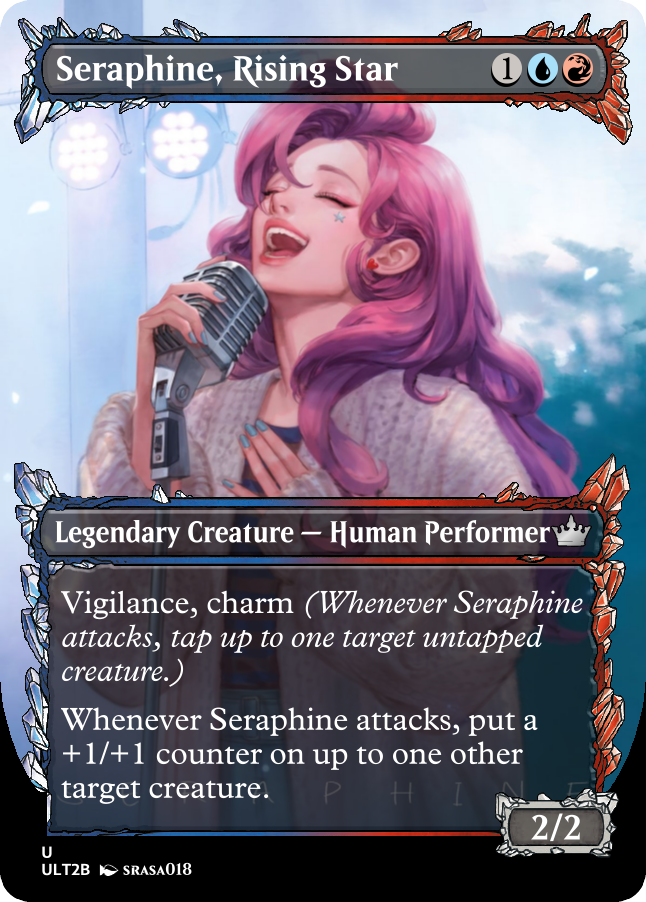 Seraphine, Rising Star 1
Legendary Creature — Human Performer
Vigilance, charm (Whenever Seraphine
attacks, tap up to one target untapped
creature.)
Whenever Seraphine attacks, put a
+1/+1 counter on up to one other
target creature.
S E R A P H I N E
2/2
U
ULT2B SRASA018